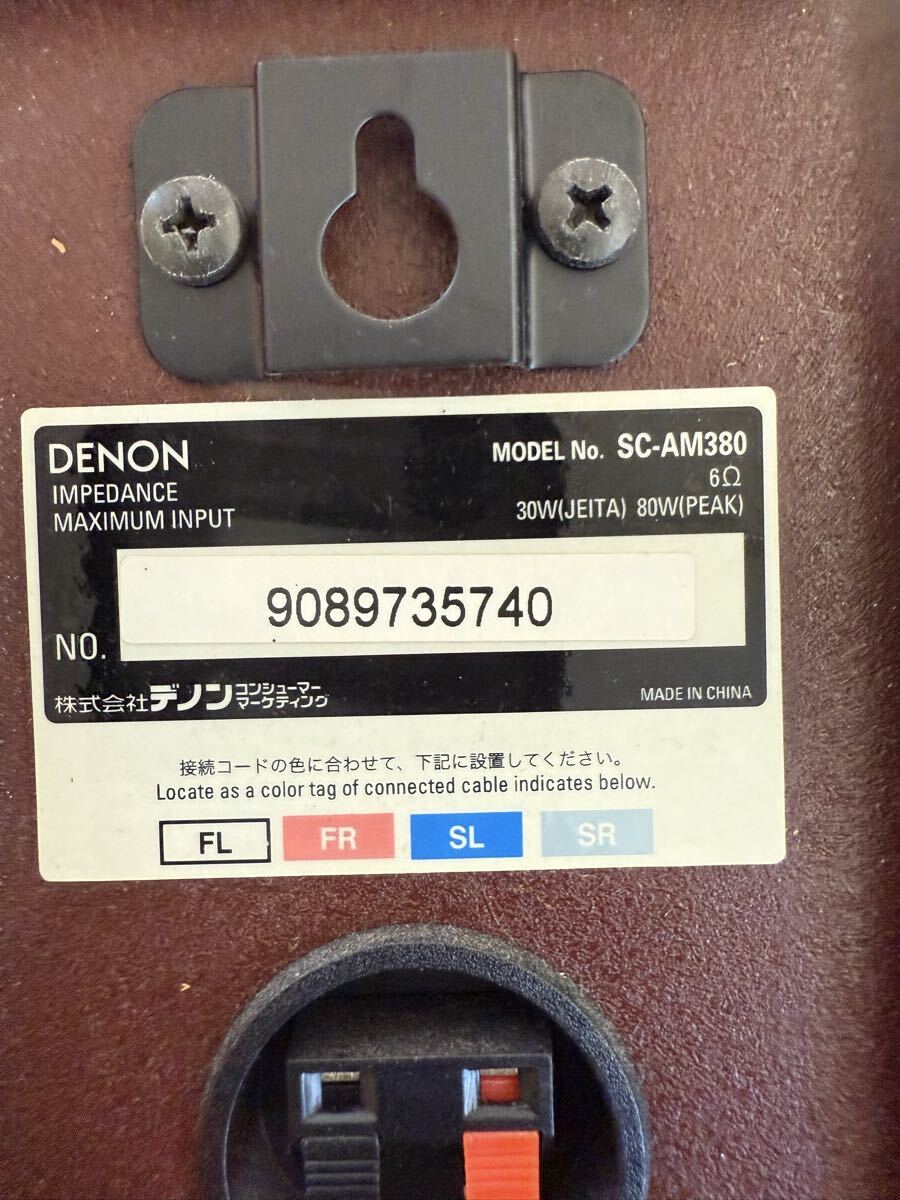 DENON
MODEL No. SC-AM380
IMPEDANCE 6Ω
MAXIMUM INPUT 30W(JEITA) 80W(PEAK)
NO. 9089735740
株式会社デノンコンシューマーマーケティング
MADE IN CHINA
接続コードの色に合わせて、下記に設置してください。
Locate as a color tag of connected cable indicates below.
FL FR SL SR